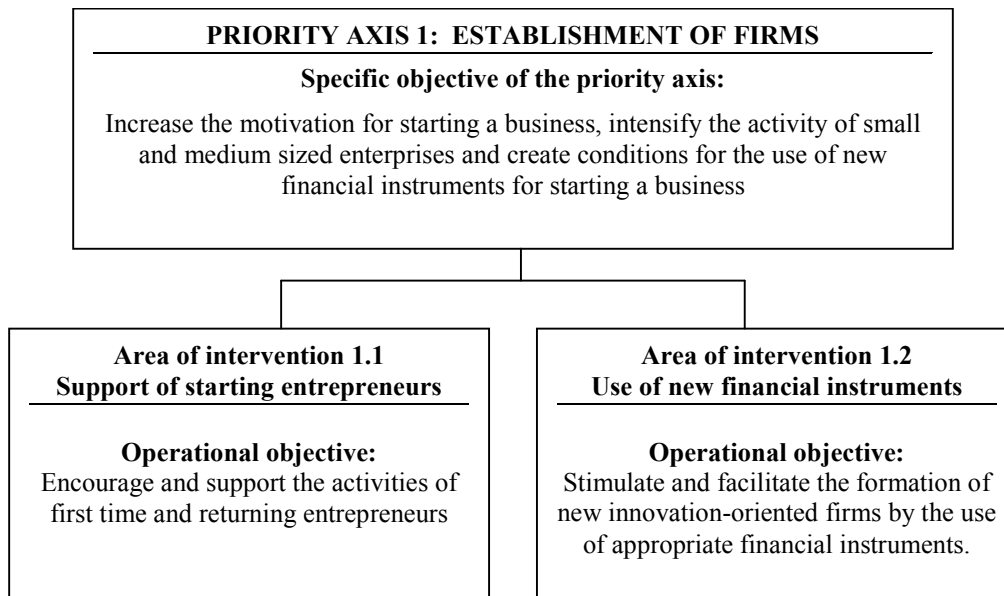 PRIORITY AXIS 1: ESTABLISHMENT OF FIRMS
Specific objective of the priority axis:
Increase the motivation for starting a business, intensify the activity of small
and medium sized enterprises and create conditions for the use of new
financial instruments for starting a business
Area of intervention 1.1
Support of starting entrepreneurs
Operational objective:
Encourage and support the activities of
first time and returning entrepreneurs
Area of intervention 1.2
Use of new financial instruments
Operational objective:
Stimulate and facilitate the formation of
new innovation-oriented firms by the use
of appropriate financial instruments.